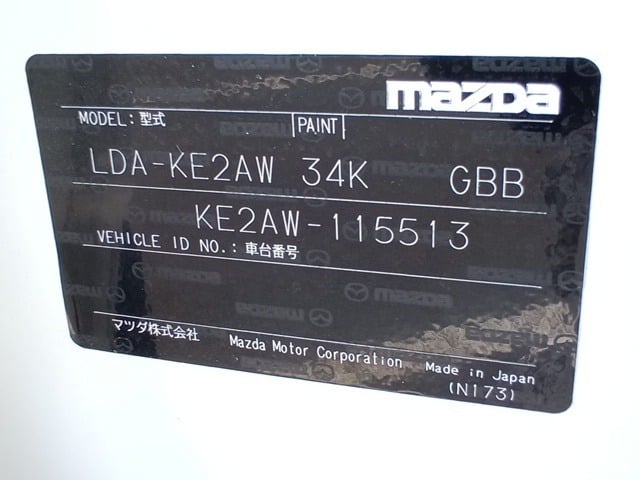 mazda
MODEL: 型式 PAINT
LDA-KE2AW 34K GBB
KE2AW-115513
VEHICLE ID NO.: 車台番号
マツダ株式会社 Mazda Motor Corporation Made in Japan
(N173)